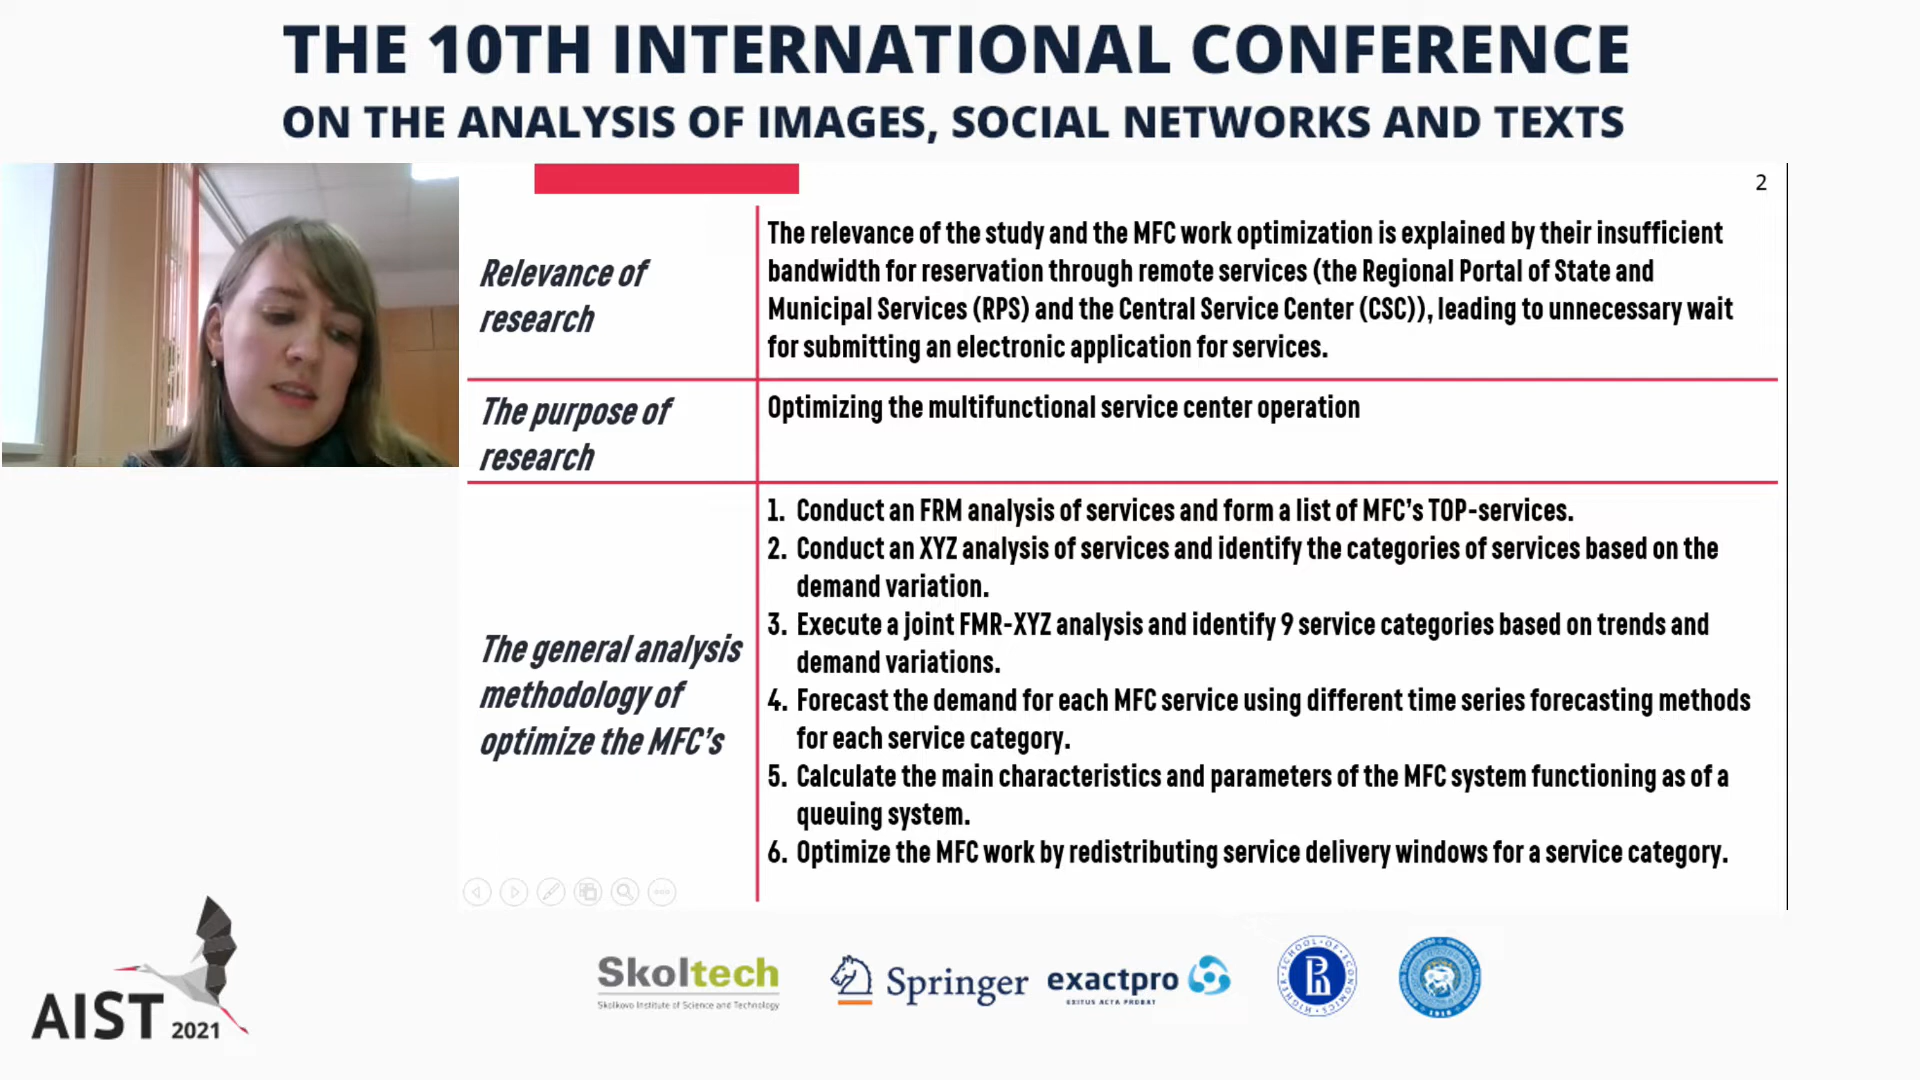 THE 10TH INTERNATIONAL CONFERENCE
ON THE ANALYSIS OF IMAGES, SOCIAL NETWORKS AND TEXTS
2
Relevance of
research
The relevance of the study and the MFC work optimization is explained by their insufficient
bandwidth for reservation through remote services (the Regional Portal of State and
Municipal Services (RPS) and the Central Service Center (CSC)), leading to unnecessary wait
for submitting an electronic application for services.
The purpose of
research
Optimizing the multifunctional service center operation
The general analysis
methodology of
optimize the MFC's
1. Conduct an FRM analysis of services and form a list of MFC's TOP-services.
2. Conduct an XYZ analysis of services and identify the categories of services based on the
demand variation.
3. Execute a joint FMR-XYZ analysis and identify 9 service categories based on trends and
demand variations.
4. Forecast the demand for each MFC service using different time series forecasting methods
for each service category.
5. Calculate the main characteristics and parameters of the MFC system functioning as of a
queuing system.
6. Optimize the MFC work by redistributing service delivery windows for a service category.
AIST 2021
Skoltech
Skolkovo Institute of Science and Technology
Springer
exactpro
EXITUS ACTA PROBAT
HIGHER SCHOOL OF ECONOMICS